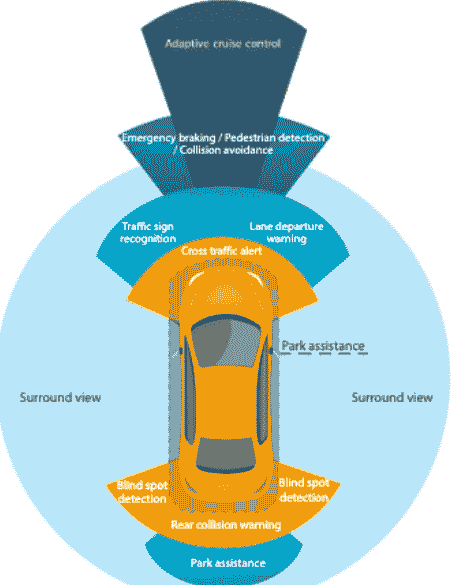 Adaptive cruise control
Emergency braking / Pedestrian detection
/ Collision avoidance
Traffic sign
recognition
Lane departure
warning
Cross traffic alert
Park assistance
Surround view
Surround view
Blind spot
detection
Blind spot
detection
Rear collision warning
Park assistance